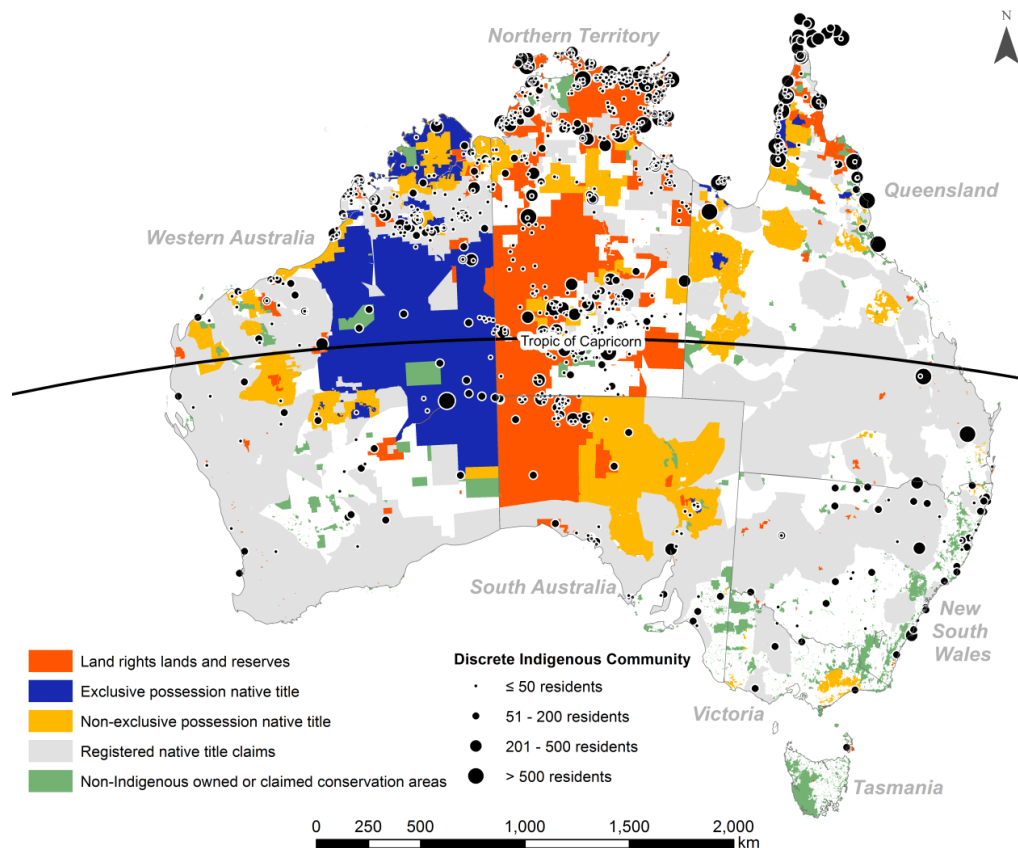 N
Northern Territory
Queensland
Western Australia
Tropic of Capricorn
South Australia
New
South
Wales
Victoria
Tasmania
Land rights lands and reserves
Exclusive possession native title
Non-exclusive possession native title
Registered native title claims
Non-Indigenous owned or claimed conservation areas
Discrete Indigenous Community
≤ 50 residents
51 - 200 residents
201 - 500 residents
> 500 residents
0 250 500 1,000 1,500 2,000
km